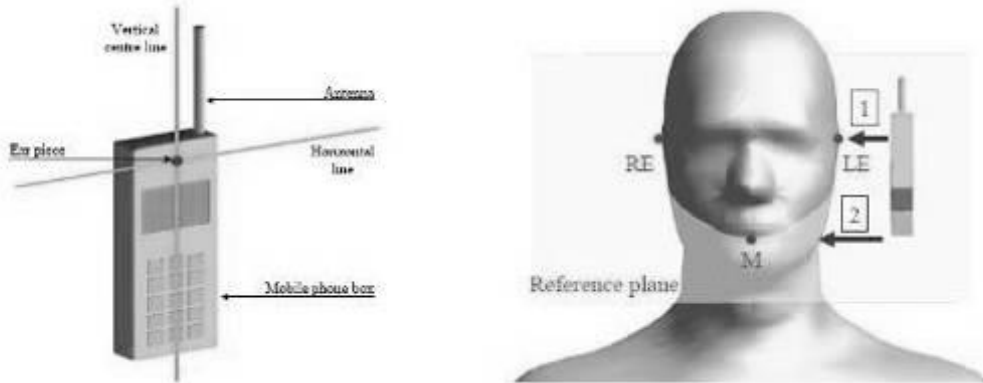 Vertical
centre line
Antenna
Ear piece
Horizontal
line
Mobile phone box
1
RE
LE
2
M
Reference plane